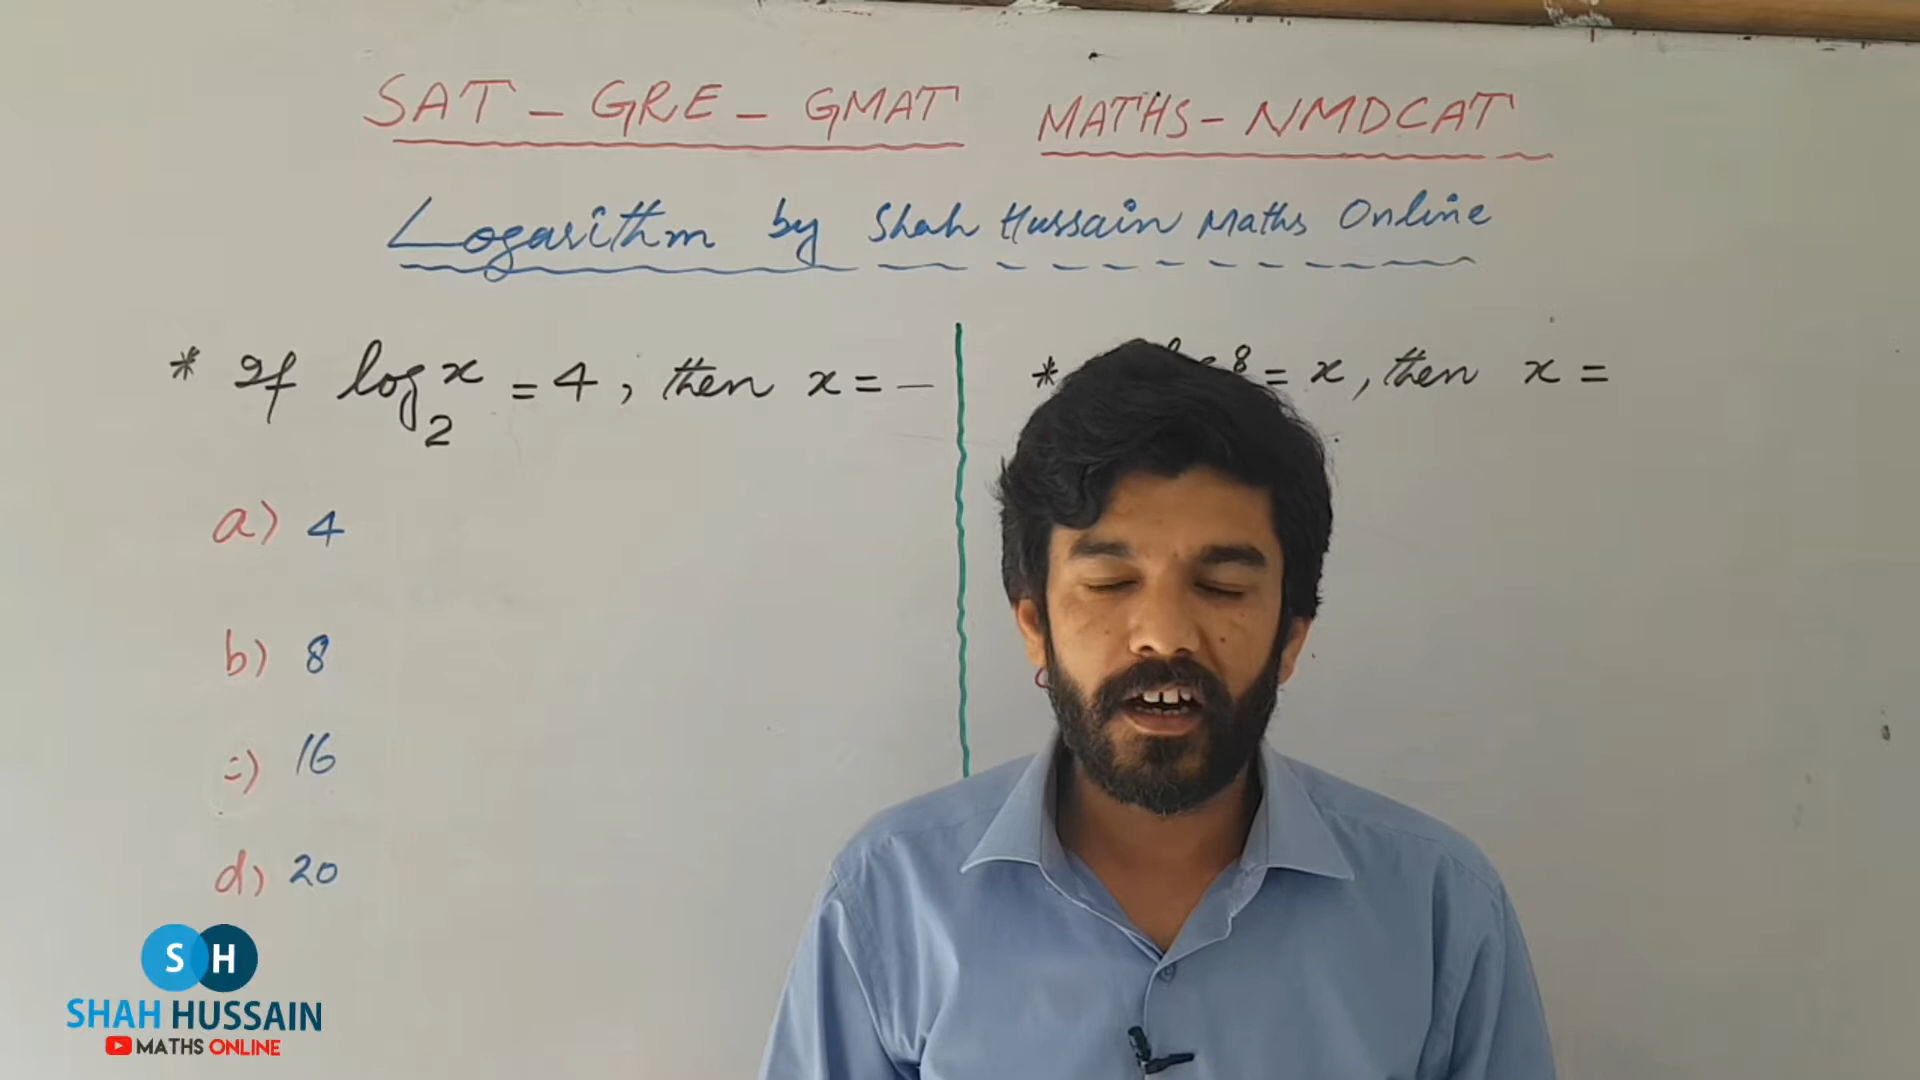 SAT - GRE - GMAT MATHS - NMDCAT
Logarithm by Shah Hussain Maths Online
* If log₂x = 4, then x = —
a) 4
b) 8
c) 16
d) 20
* 8 = x, then x =
S H
SHAH HUSSAIN
MATHS ONLINE